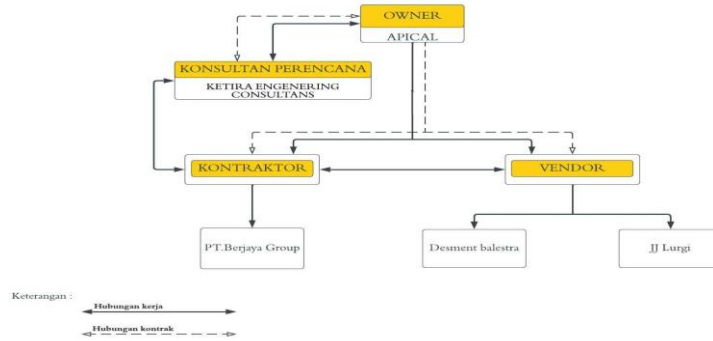 OWNER
APICAL
KONSULTAN PERENCANA
KETIRA ENGENERING
CONSULTANS
KONTRAKTOR
VENDOR
PT.Berjaya Group
Desment balestra
JJ Lurgi
Keterangan :
Hubungan kerja
Hubungan kontrak